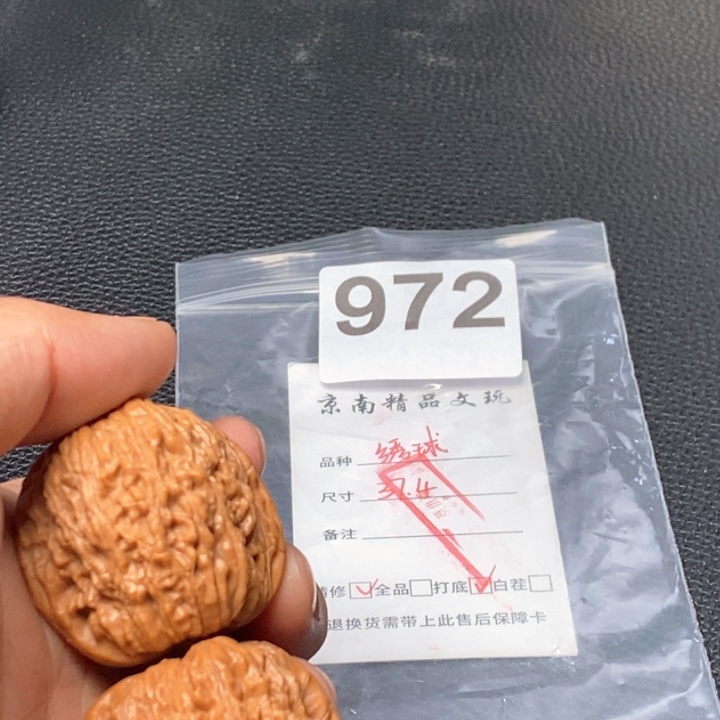 972
京南精品文玩
品种 绣球
尺寸 37.4
备注
修 ☑ 全品 □ 打底 ☑ 白茬 □
退换货需带上此售后保障卡